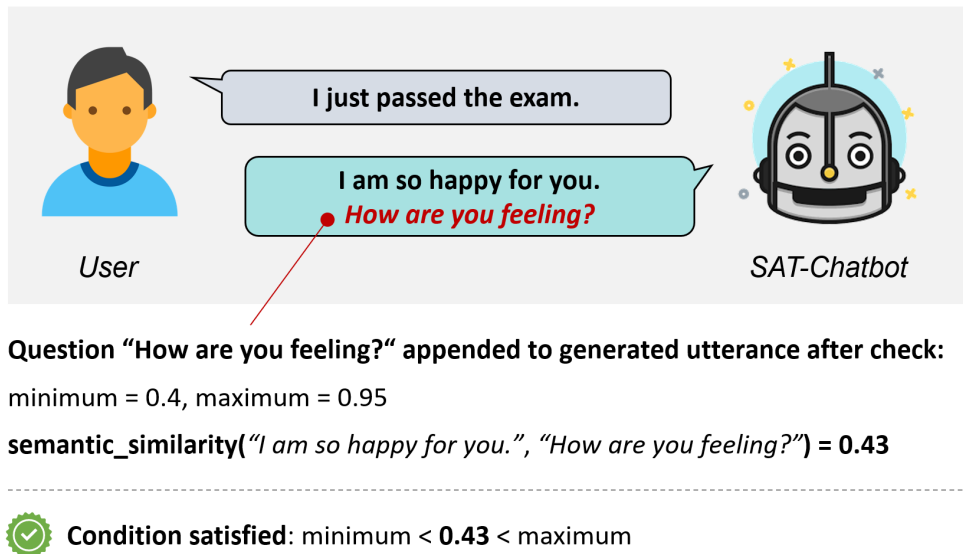 I just passed the exam.
I am so happy for you.
How are you feeling?
User
SAT-Chatbot
Question “How are you feeling?“ appended to generated utterance after check:
minimum = 0.4, maximum = 0.95
semantic_similarity(“I am so happy for you.”, “How are you feeling?”) = 0.43
Condition satisfied: minimum < 0.43 < maximum